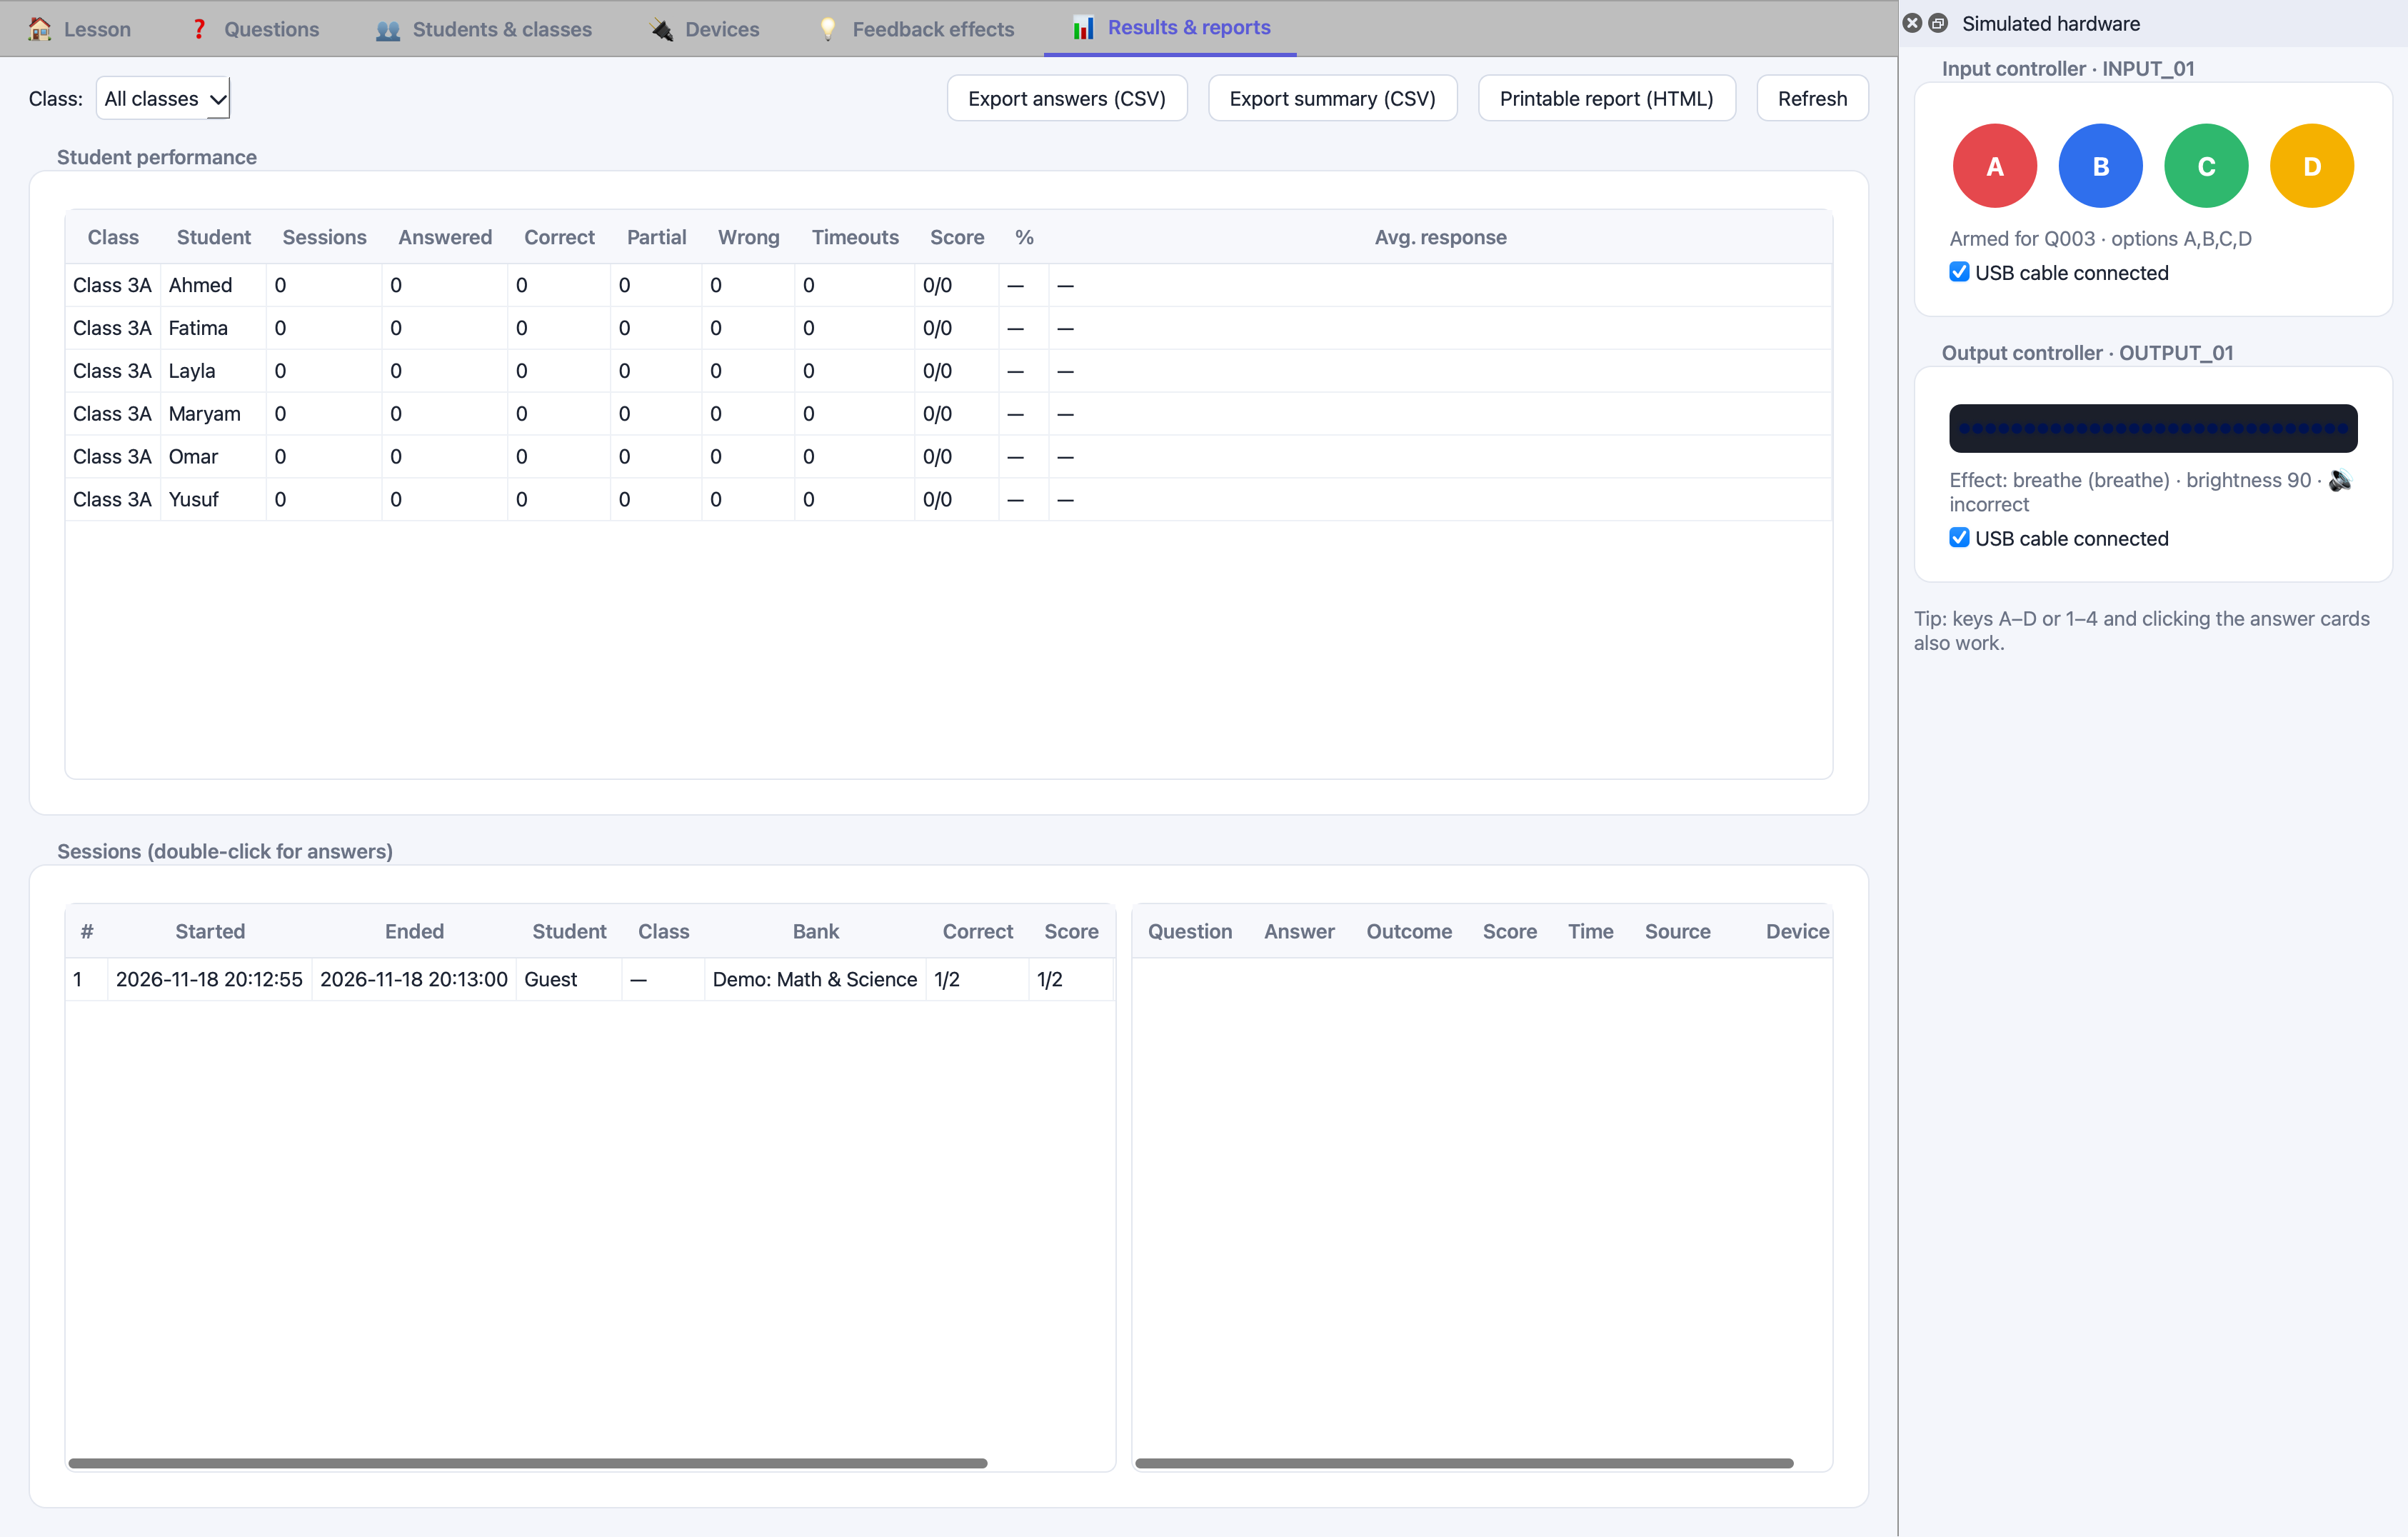 Lesson Questions Students & classes Devices Feedback effects Results & reports
Class: All classes Export answers (CSV) Export summary (CSV) Printable report (HTML) Refresh
Student performance
Class Student Sessions Answered Correct Partial Wrong Timeouts Score % Avg. response
Class 3A Ahmed 0 0 0 0 0 0 0/0 — —
Class 3A Fatima 0 0 0 0 0 0 0/0 — —
Class 3A Layla 0 0 0 0 0 0 0/0 — —
Class 3A Maryam 0 0 0 0 0 0 0/0 — —
Class 3A Omar 0 0 0 0 0 0 0/0 — —
Class 3A Yusuf 0 0 0 0 0 0 0/0 — —
Sessions (double-click for answers)
# Started Ended Student Class Bank Correct Score
1 2026-11-18 20:12:55 2026-11-18 20:13:00 Guest — Demo: Math & Science 1/2 1/2
Question Answer Outcome Score Time Source Device
Simulated hardware
Input controller · INPUT_01
A B C D
Armed for Q003 · options A,B,C,D
USB cable connected
Output controller · OUTPUT_01
Effect: breathe (breathe) · brightness 90 · 🔊
incorrect
USB cable connected
Tip: keys A–D or 1–4 and clicking the answer cards
also work.